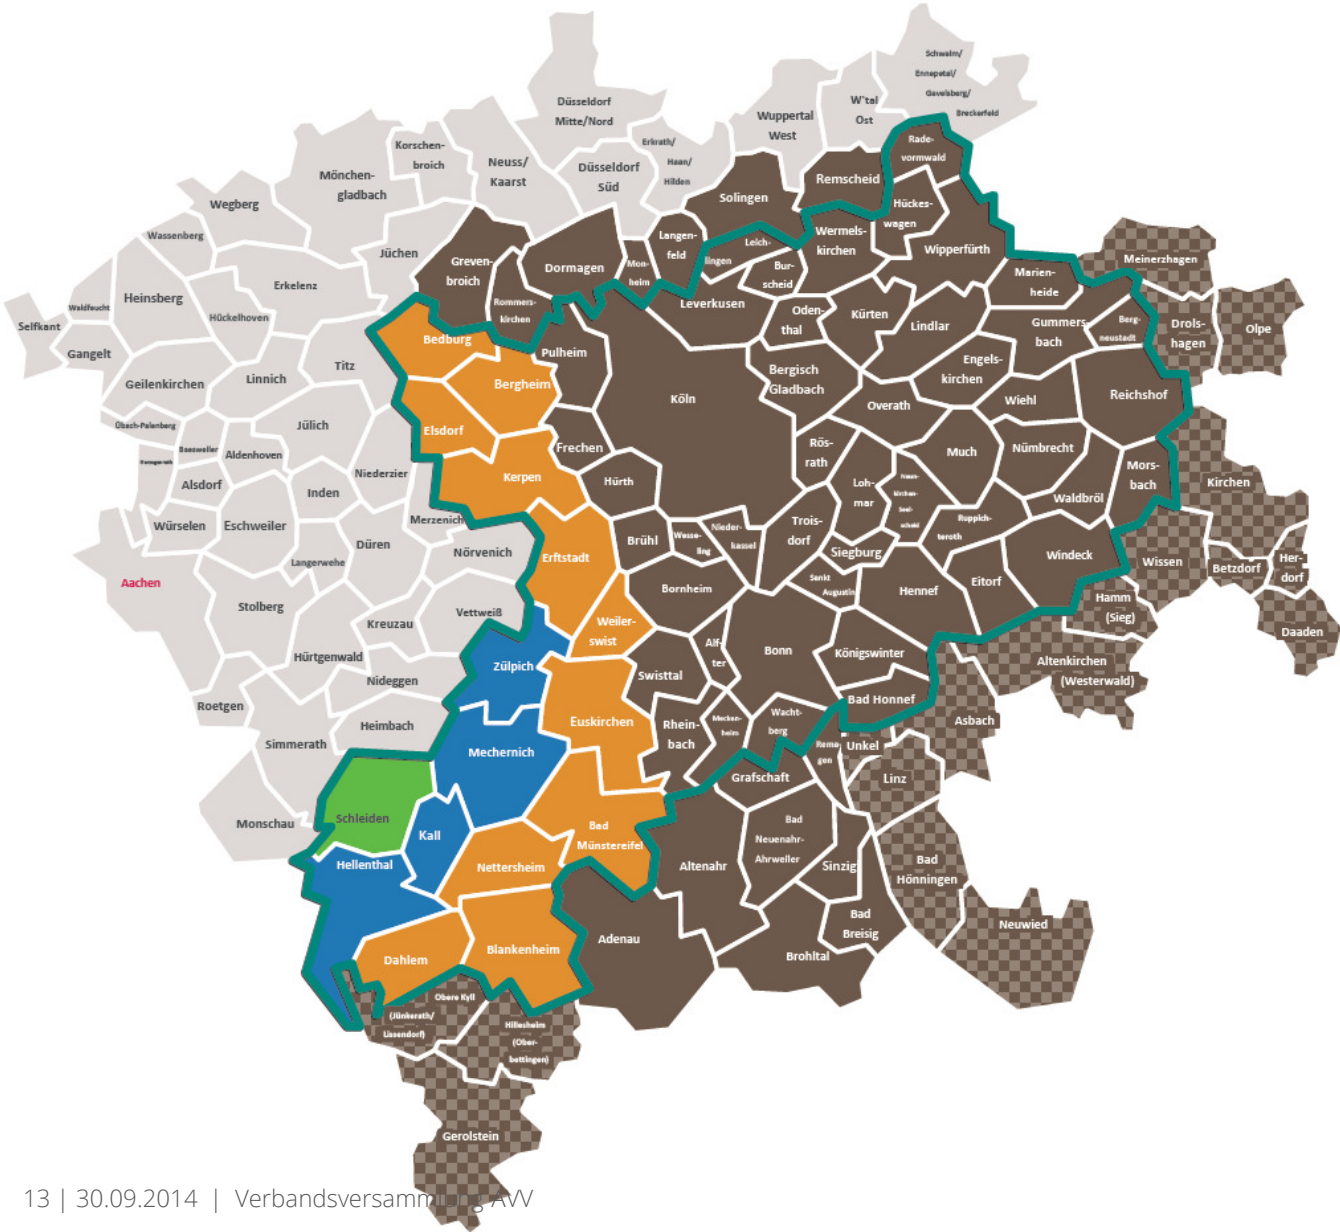 Schwalm/
Ennepetal/
Gevelsberg/
Breckerfeld
Düsseldorf
Mitte/Nord
W'tal
Ost
Wuppertal
West
Erkrath/
Haan/
Hilden
Korschen-
broich
Neuss/
Kaarst
Düsseldorf
Süd
Mönchen-
gladbach
Rade-
vormwald
Remscheid
Solingen
Wegberg
Hückes-
wagen
Wassenberg
Jüchen
Langen-
feld
Leich-
lingen
Wermels-
kirchen
Wipperfürth
Greven-
broich
Dormagen
Mon-
heim
Bur-
scheid
Marien-
heide
Meinerzhagen
Heinsberg
Erkelenz
Waldfeucht
Rommers-
kirchen
Leverkusen
Oden-
thal
Kürten
Lindlar
Gummers-
bach
Berg-
neustadt
Drols-
hagen
Olpe
Selfkant
Hückelhoven
Gangelt
Bedburg
Pulheim
Engels-
kirchen
Titz
Geilenkirchen
Linnich
Bergheim
Köln
Bergisch
Gladbach
Overath
Wiehl
Reichshof
Übach-Palenberg
Jülich
Elsdorf
Baesweiler
Aldenhoven
Frechen
Rös-
rath
Much
Nümbrecht
Herzogenrath
Alsdorf
Niederzier
Kerpen
Hürth
Loh-
mar
Neun-
kirchen-
Seel-
scheid
Mors-
bach
Waldbröl
Kirchen
Inden
Würselen
Eschweiler
Merzenich
Nieder-
kassel
Wesse-
ling
Trois-
dorf
Ruppich-
teroth
Brühl
Düren
Nörvenich
Erftstadt
Siegburg
Windeck
Wissen
Betzdorf
Her-
dorf
Langerwehe
Aachen
Bornheim
Sankt
Augustin
Hennef
Eitorf
Hamm
(Sieg)
Stolberg
Kreuzau
Vettweiß
Weiler-
swist
Daaden
Hürtgenwald
Zülpich
Alf-
ter
Bonn
Königswinter
Altenkirchen
(Westerwald)
Nideggen
Swisttal
Roetgen
Heimbach
Euskirchen
Rhein-
bach
Mecken-
heim
Wacht-
berg
Bad Honnef
Asbach
Simmerath
Mechernich
Rema-
gen
Unkel
Grafschaft
Linz
Monschau
Schleiden
Kall
Bad
Münstereifel
Bad
Neuenahr-
Ahrweiler
Hellenthal
Nettersheim
Altenahr
Sinzig
Bad
Hönningen
Bad
Breisig
Neuwied
Dahlem
Blankenheim
Adenau
Brohltal
Obere Kyll
(Jünkerath/
Lissendorf)
Hillesheim
(Ober-
bettingen)
Gerolstein
13 | 30.09.2014 | Verbandsversammlung AVV